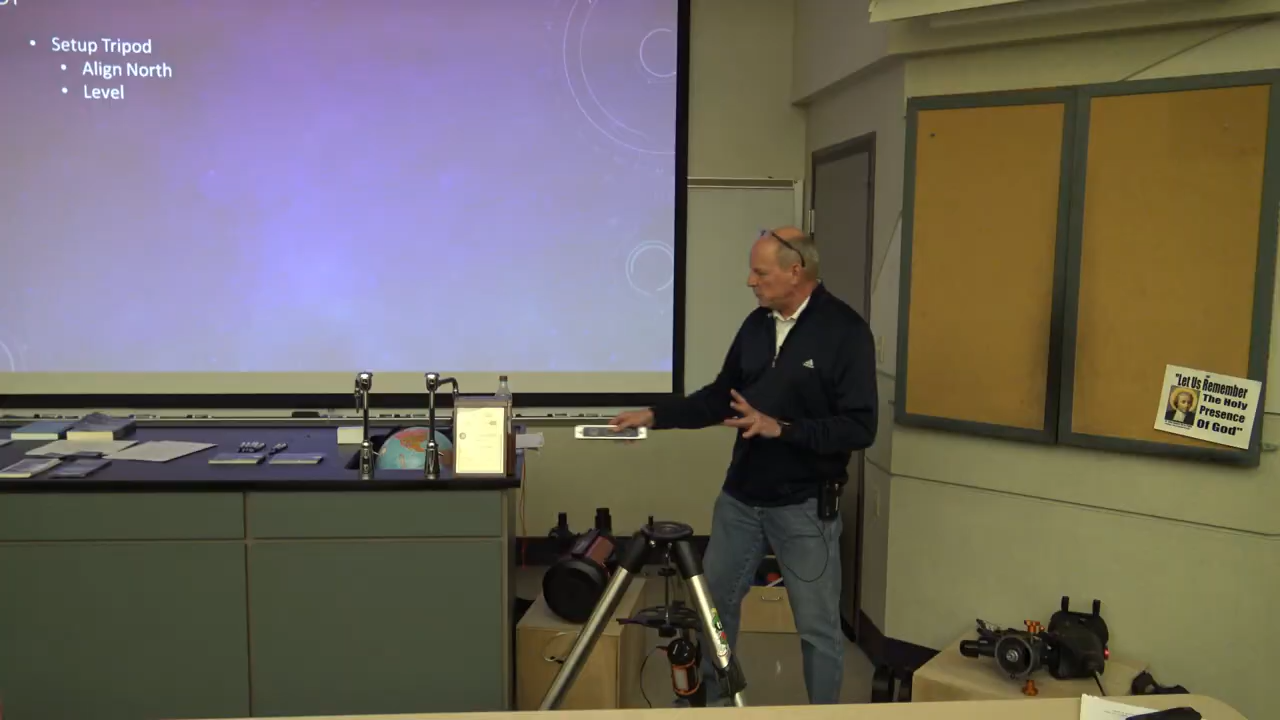 • Setup Tripod
• Align North
• Level
"Let Us Remember
The Holy
Presence
Of God"